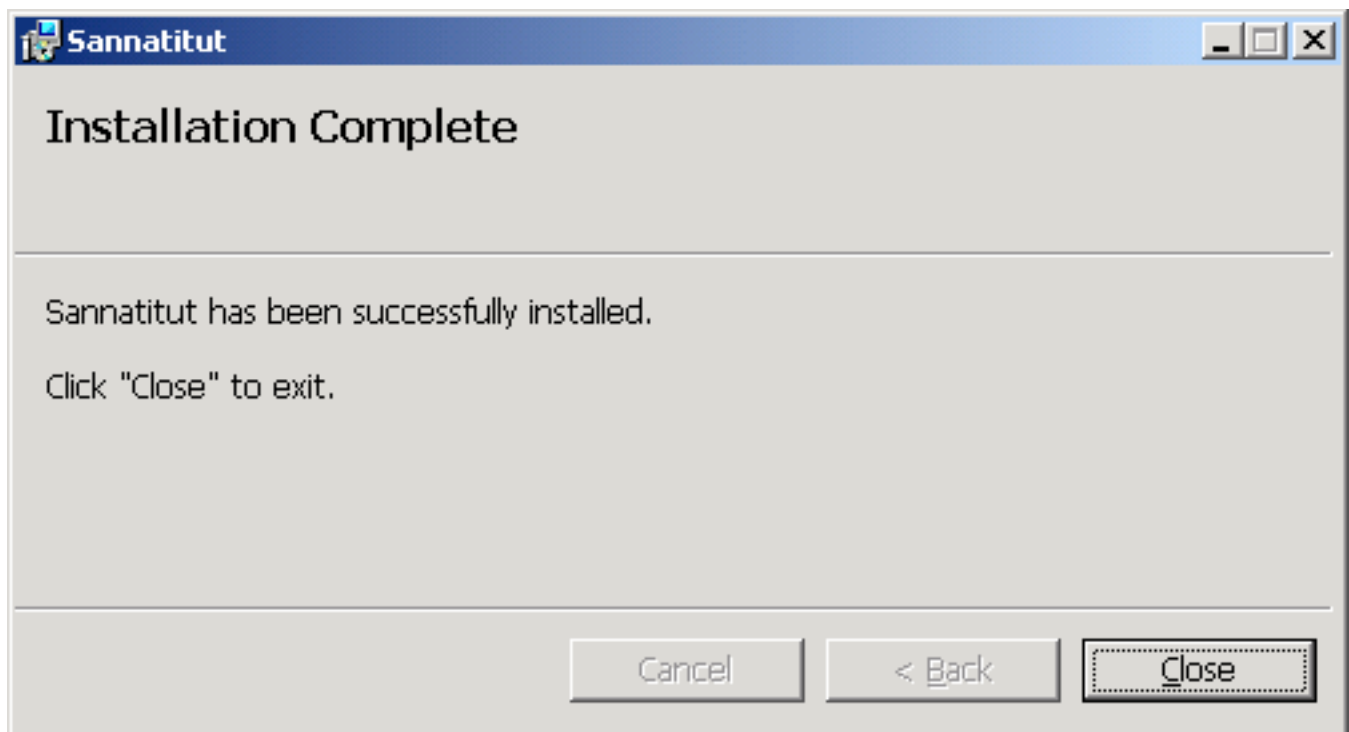 Sannatitut
Installation Complete
Sannatitut has been successfully installed.
Click "Close" to exit.
Cancel
< Back
Close